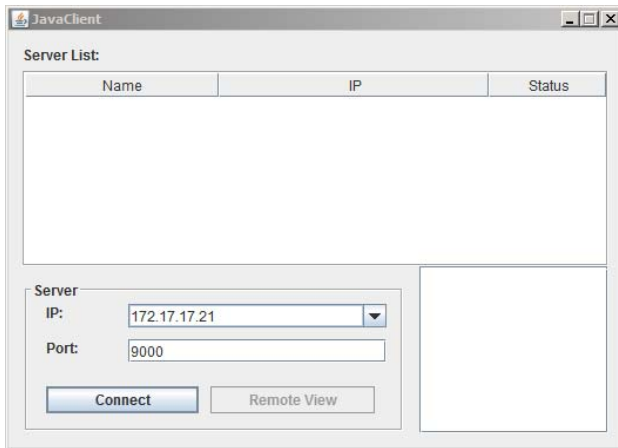 JavaClient
Server List:
Name IP Status
Server
IP: 172.17.17.21
Port: 9000
Connect Remote View